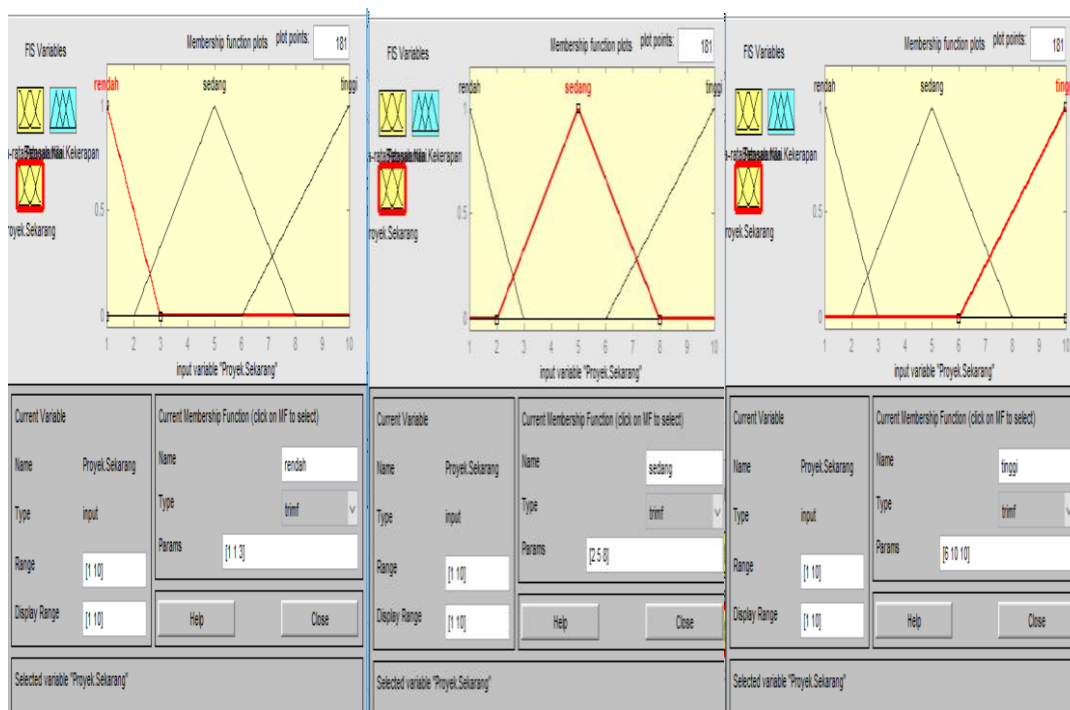 FIS Variables
Membership function plots plot points: 181
rendah sedang tinggi
1
0.5
0
royek.Sekarang
1 2 3 4 5 6 7 8 9 10
input variable "Proyek.Sekarang"
Current Variable
Name Proyek.Sekarang
Type input
Range [1 10]
Display Range [1 10]
Current Membership Function (click on MF to select)
Name rendah
Type trimf
Params [1 1 3]
Help Close
Selected variable "Proyek.Sekarang"
FIS Variables
Membership function plots plot points: 181
rendah sedang tinggi
1
0.5
0
royek.Sekarang
1 2 3 4 5 6 7 8 9 10
input variable "Proyek.Sekarang"
Current Variable
Name Proyek.Sekarang
Type input
Range [1 10]
Display Range [1 10]
Current Membership Function (click on MF to select)
Name sedang
Type trimf
Params [2 5 8]
Help Close
Selected variable "Proyek.Sekarang"
FIS Variables
Membership function plots plot points: 181
rendah sedang tingg
1
0.5
0
royek.Sekarang
1 2 3 4 5 6 7 8 9 10
input variable "Proyek.Sekarang"
Current Variable
Name Proyek.Sekarang
Type input
Range [1 10]
Display Range [1 10]
Current Membership Function (click on MF to select)
Name tinggi
Type trimf
Params [6 10 10]
Help Close
Selected variable "Proyek.Sekarang"